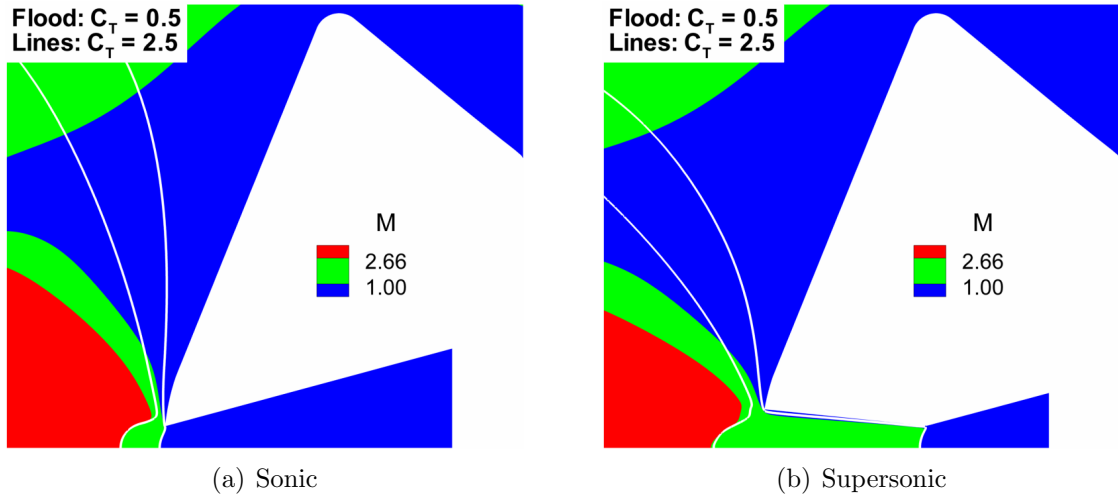 Flood: C_T = 0.5
Lines: C_T = 2.5
M
2.66
1.00
(a) Sonic
Flood: C_T = 0.5
Lines: C_T = 2.5
M
2.66
1.00
(b) Supersonic